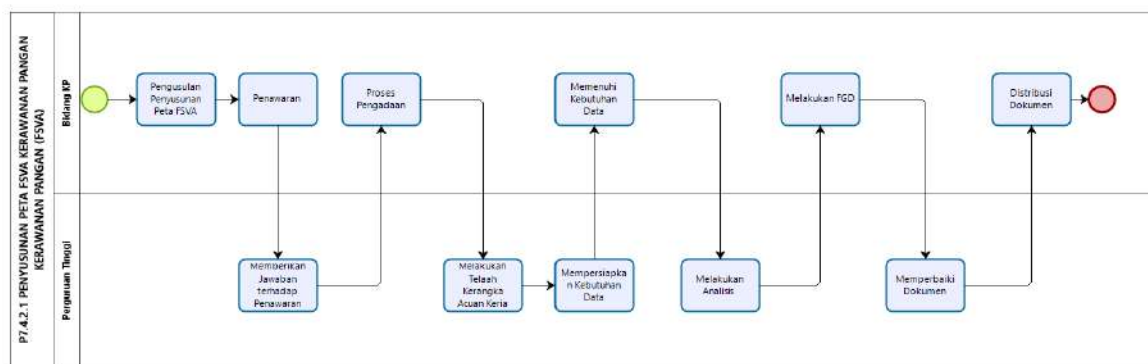 P7.4.2.1 PENYUSUNAN PETA FSVA KERAWANAN PANGAN
KERAWANAN PANGAN (FSVA)
Bidang KP
Pengusulan
Penyusunan
Peta FSVA
Penawaran
Proses
Pengadaan
Memenuhi
Kebutuhan
Data
Melakukan FGD
Distribusi
Dokumen
Perguruan Tinggi
Memberikan
Jawaban
terhadap
Penawaran
Melakukan
Telaah
Kerangka
Acuan Kerja
Mempersiapka
n Kebutuhan
Data
Melakukan
Analisis
Memperbaiki
Dokumen